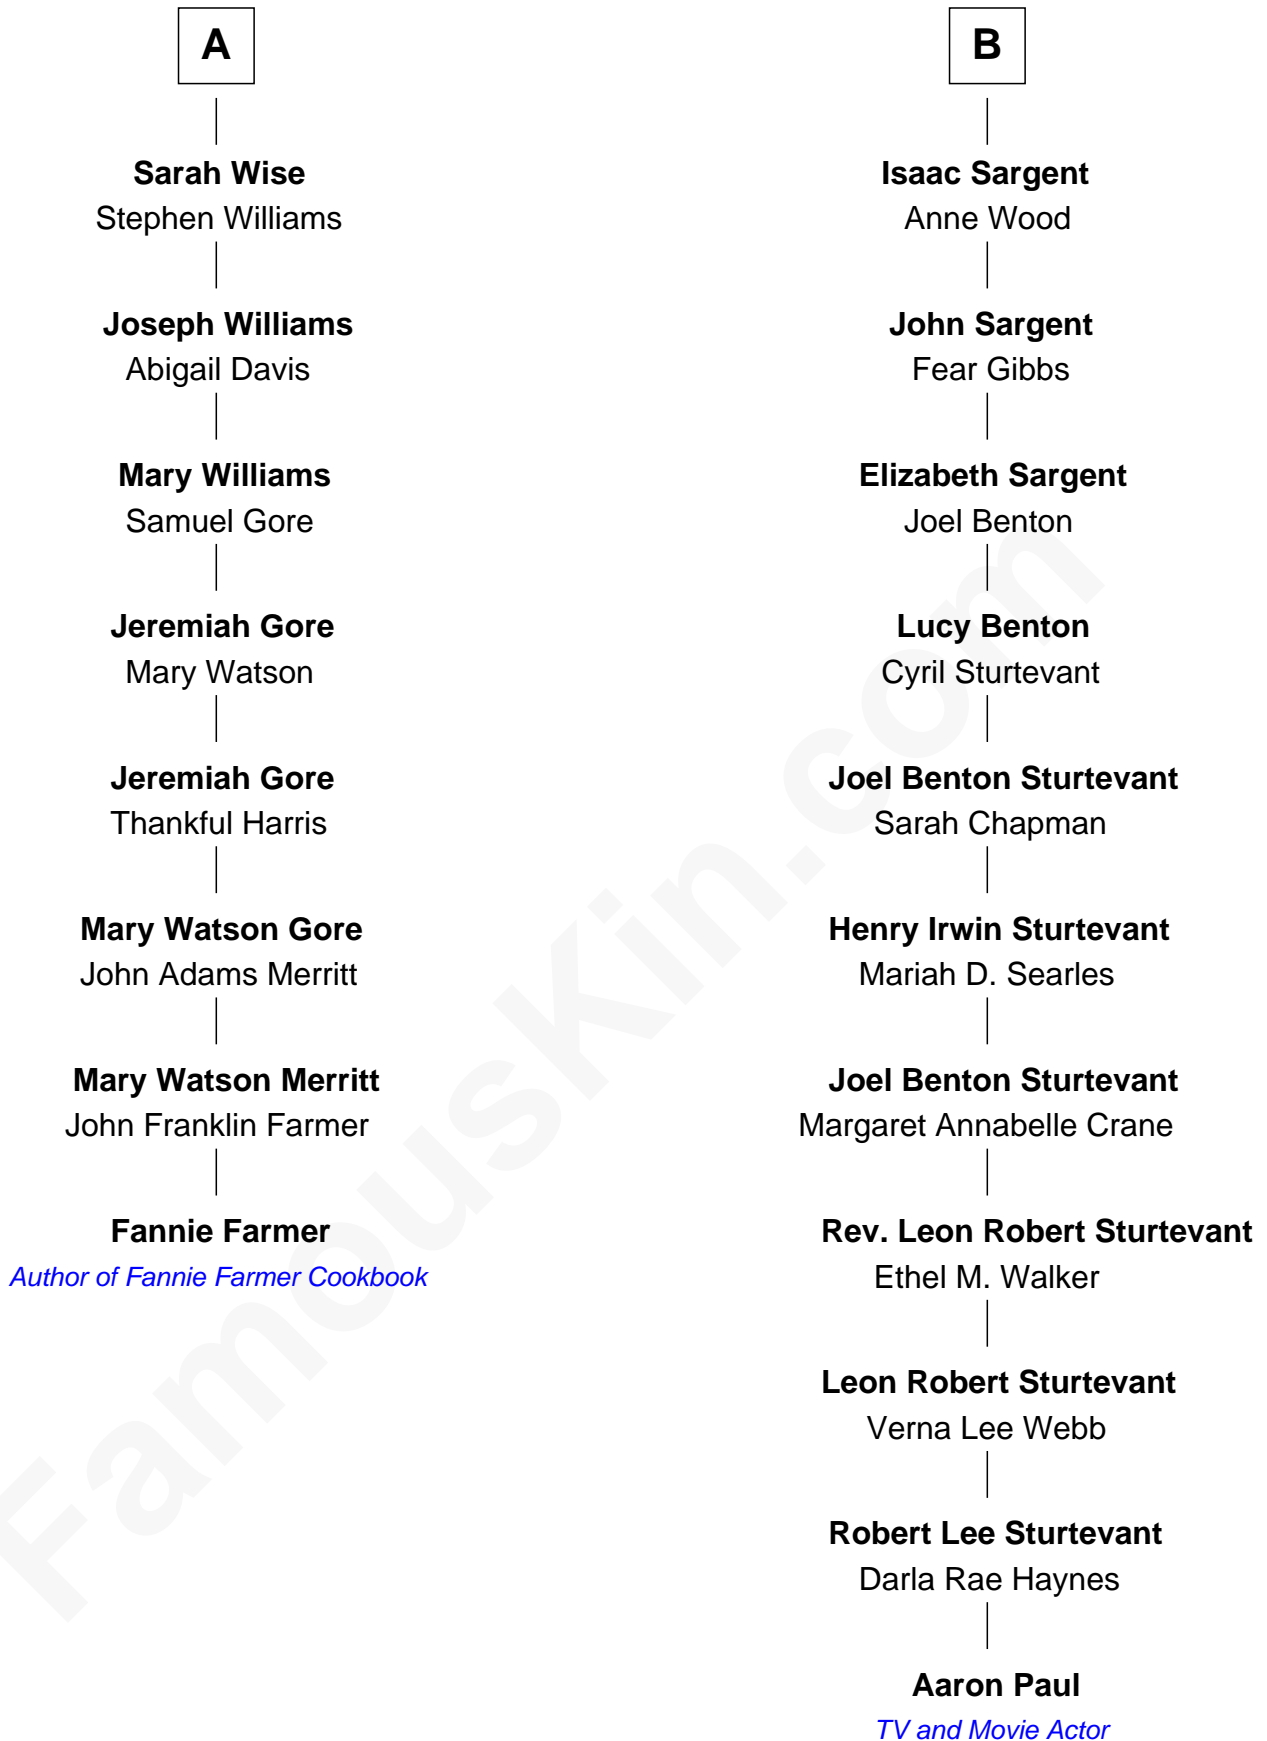 A
Sarah Wise
Stephen Williams
Joseph Williams
Abigail Davis
Mary Williams
Samuel Gore
Jeremiah Gore
Mary Watson
Jeremiah Gore
Thankful Harris
Mary Watson Gore
John Adams Merritt
Mary Watson Merritt
John Franklin Farmer
Fannie Farmer
Author of Fannie Farmer Cookbook
B
Isaac Sargent
Anne Wood
John Sargent
Fear Gibbs
Elizabeth Sargent
Joel Benton
Lucy Benton
Cyril Sturtevant
Joel Benton Sturtevant
Sarah Chapman
Henry Irwin Sturtevant
Mariah D. Searles
Joel Benton Sturtevant
Margaret Annabelle Crane
Rev. Leon Robert Sturtevant
Ethel M. Walker
Leon Robert Sturtevant
Verna Lee Webb
Robert Lee Sturtevant
Darla Rae Haynes
Aaron Paul
TV and Movie Actor
FamousKin.com